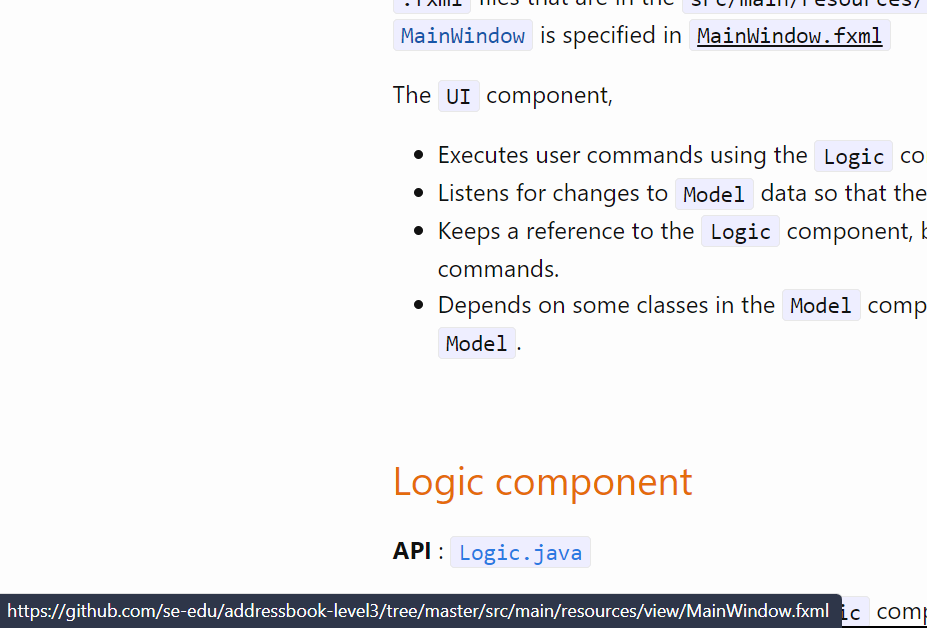 .fxml files that are in the src/main/resources/
MainWindow is specified in MainWindow.fxml
The UI component,
Executes user commands using the Logic co
Listens for changes to Model data so that the
Keeps a reference to the Logic component, b
commands.
Depends on some classes in the Model comp
Model.
Logic component
API : Logic.java
https://github.com/se-edu/addressbook-level3/tree/master/src/main/resources/view/MainWindow.fxml ic comp